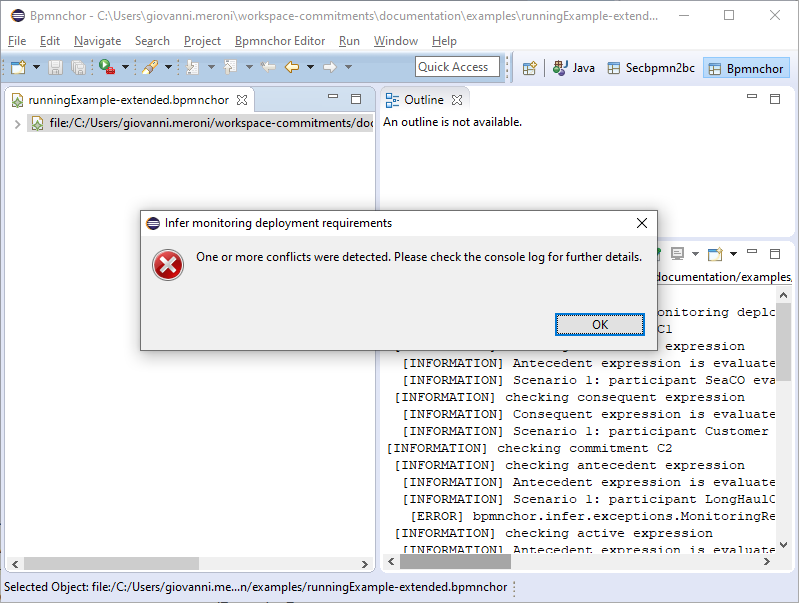 Bpmnchor - C:\Users\giovanni.meroni\workspace-commitments\documentation\examples\runningExample-extended.bpmnchor - E...
File Edit Navigate Search Project Bpmnchor Editor Run Window Help
Quick Access
Java
Secbpmn2bc
Bpmnchor
runningExample-extended.bpmnchor
file:/C:/Users/giovanni.meroni/workspace-commitments/doc
Outline
An outline is not available.
Infer monitoring deployment requirements
One or more conflicts were detected. Please check the console log for further details.
OK
documentation/examples,
onitoring deplo
C1
expression
[INFORMATION] Antecedent expression is evaluate
[INFORMATION] Scenario 1: participant SeaCO eva
[INFORMATION] checking consequent expression
[INFORMATION] Consequent expression is evaluate
[INFORMATION] Scenario 1: participant Customer
[INFORMATION] checking commitment C2
[INFORMATION] checking antecedent expression
[INFORMATION] Antecedent expression is evaluate
[INFORMATION] Scenario 1: participant LongHaulC
[ERROR] bpmnchor.infer.exceptions.MonitoringRe
[INFORMATION] checking active expression
[INFORMATION] Antecedent expression is evaluate
Selected Object: file:/C:/Users/giovanni.me...n/examples/runningExample-extended.bpmnchor